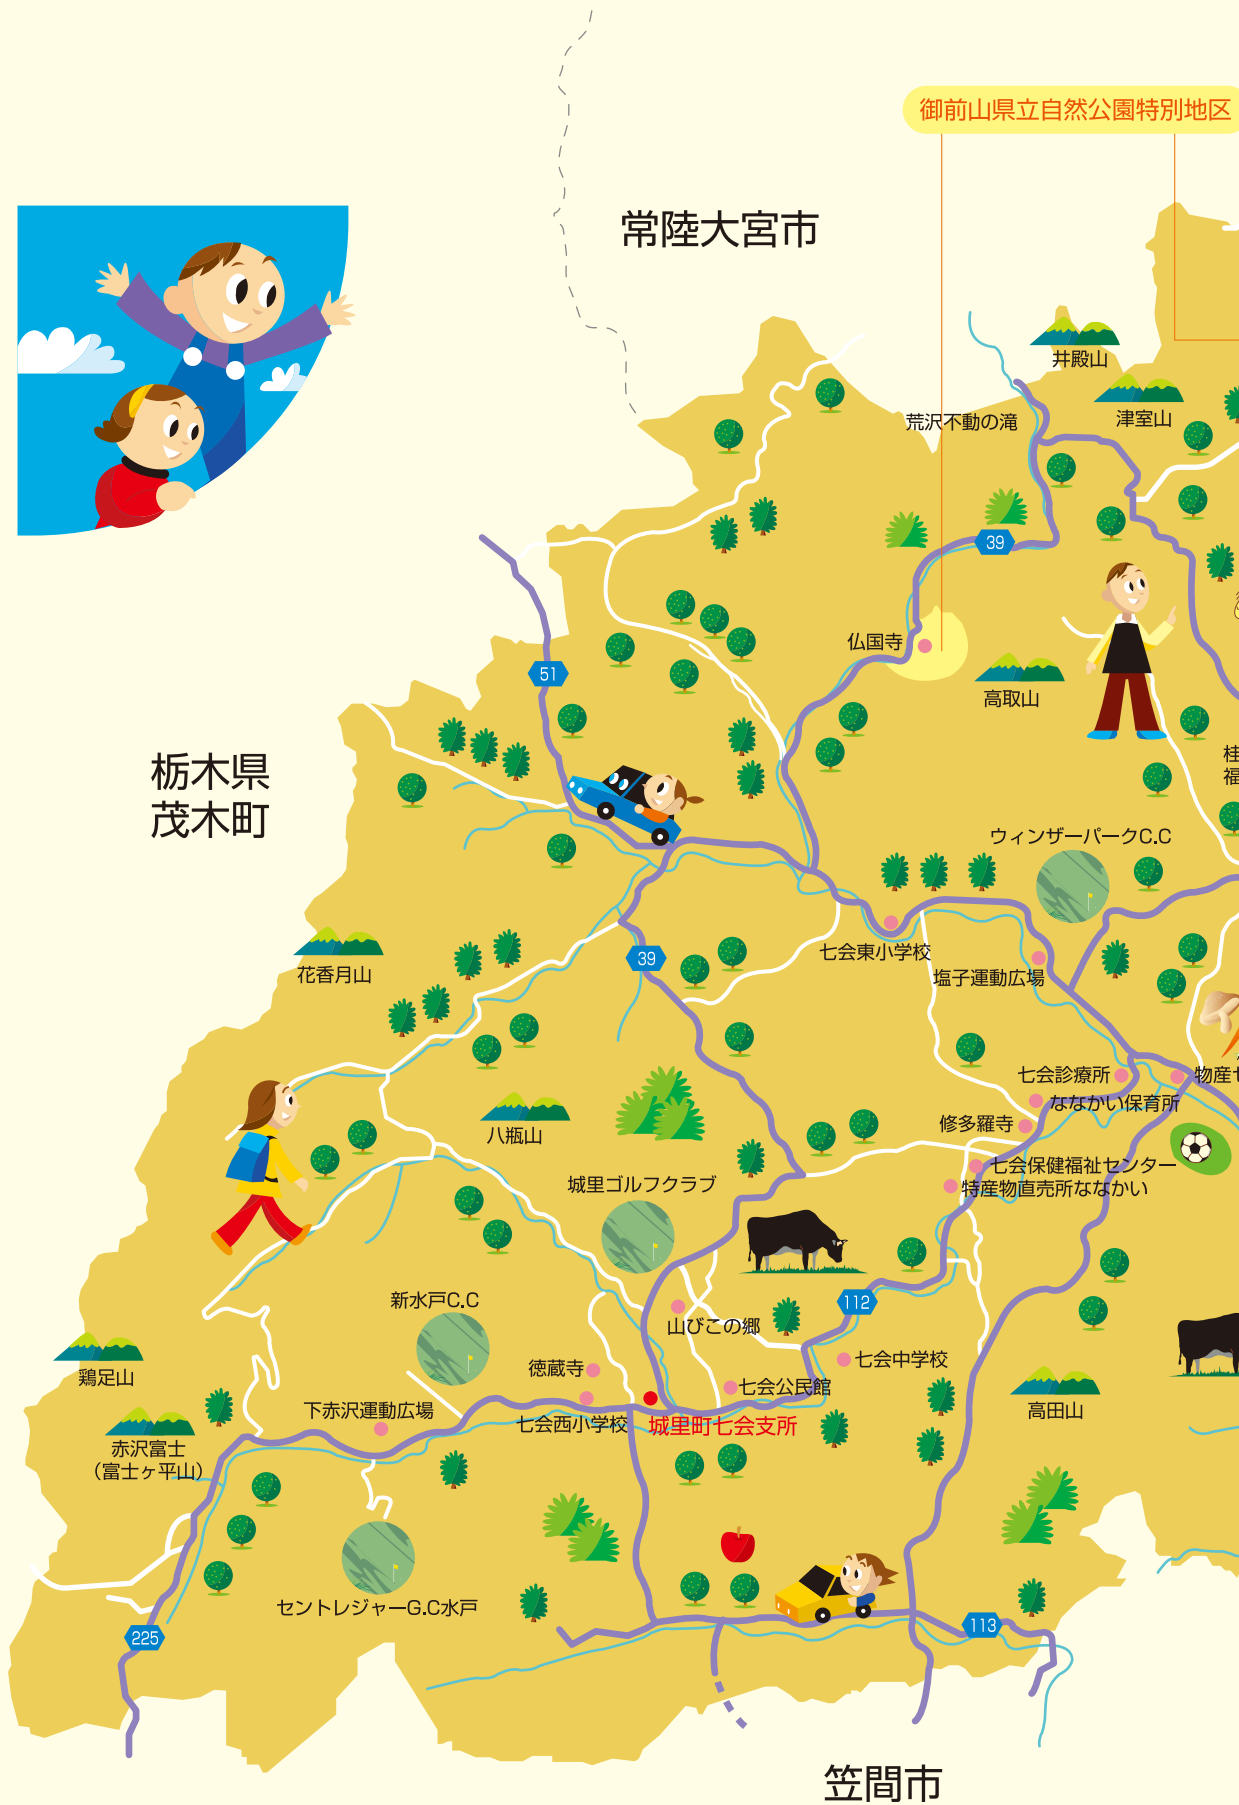 御前山県立自然公園特別地区
常陸大宮市
井殿山
津室山
荒沢不動の滝
39
仏国寺
高取山
51
桂
福
栃木県
茂木町
ウィンザーパークC.C
七会東小学校
塩子運動広場
花香月山
39
七会診療所
物産セ
ななかい保育所
修多羅寺
八瓶山
七会保健福祉センター
特産物直売所ななかい
城里ゴルフクラブ
新水戸C.C
112
山びこの郷
七会中学校
徳蔵寺
鶏足山
七会公民館
高田山
下赤沢運動広場
七会西小学校
城里町七会支所
赤沢富士
(富士ヶ平山)
セントレジャーG.C水戸
225
113
笠間市